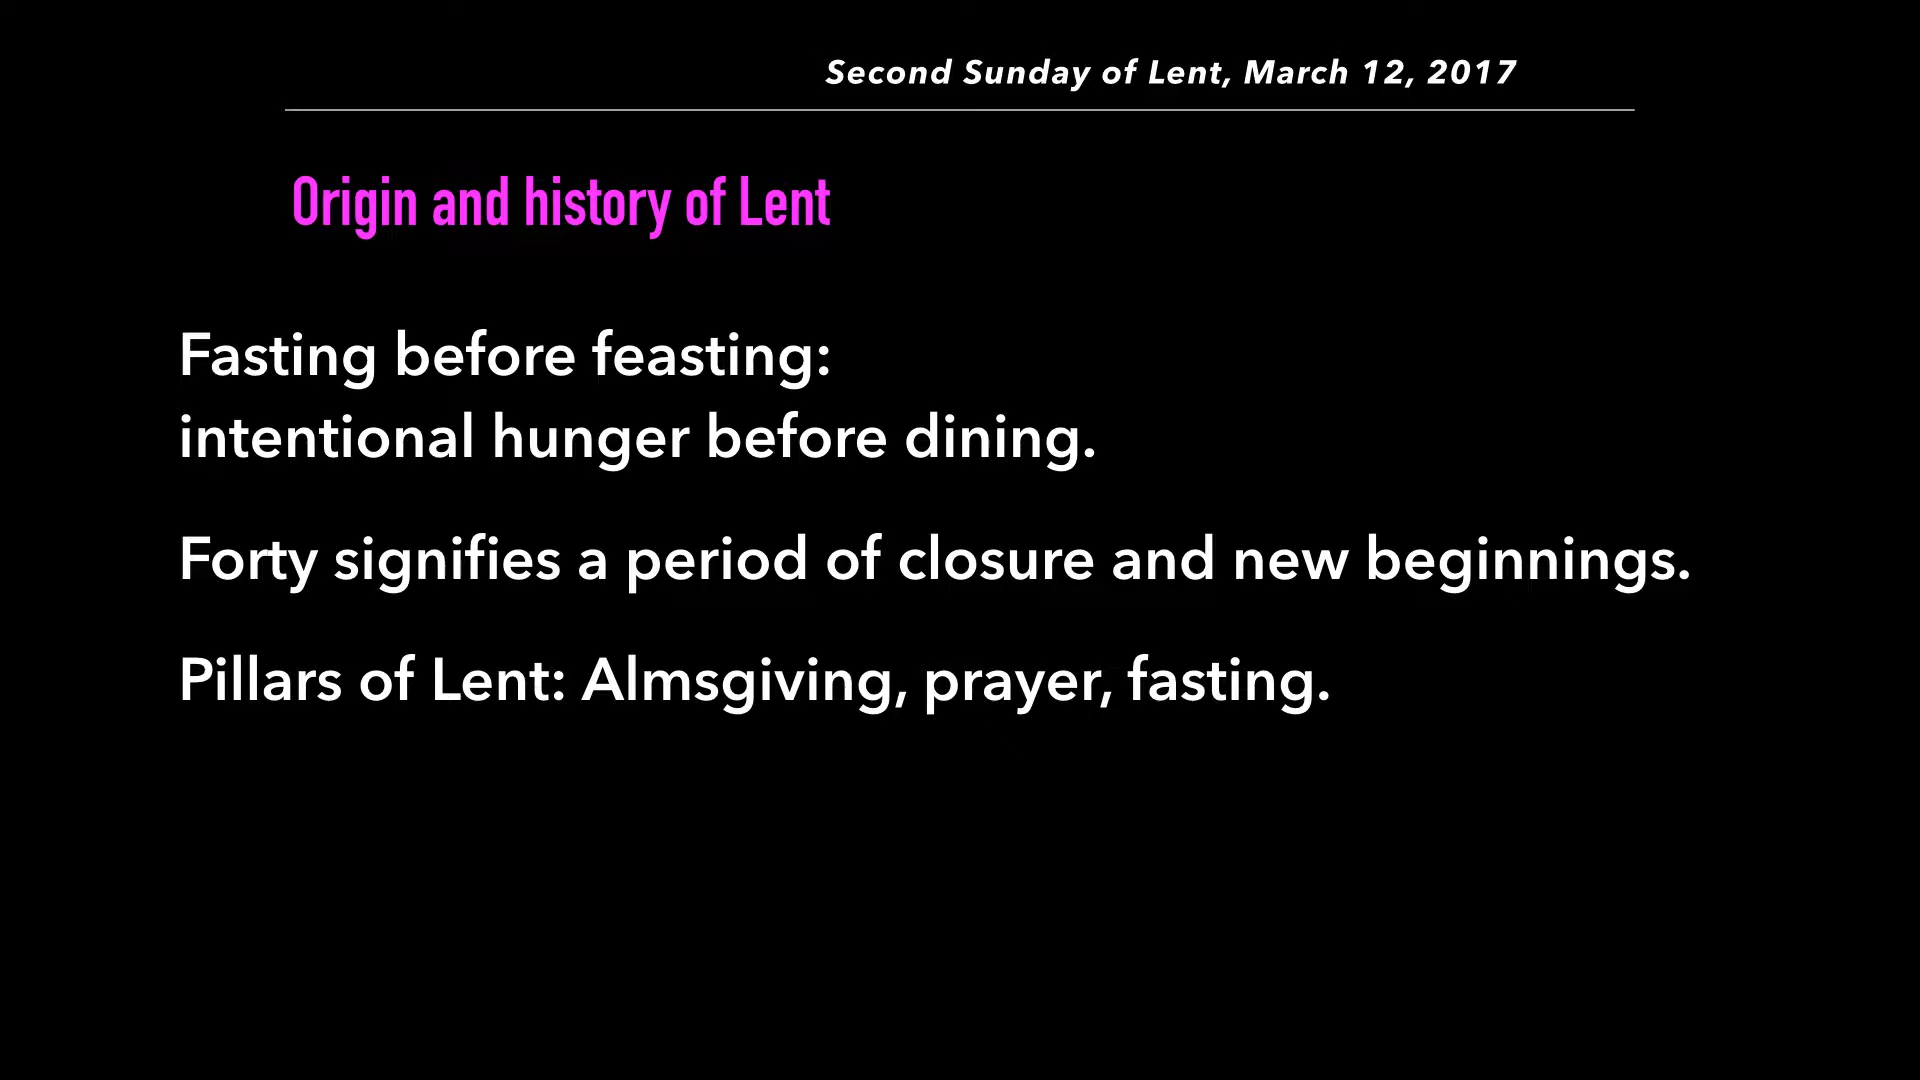 Second Sunday of Lent, March 12, 2017
Origin and history of Lent
Fasting before feasting:
intentional hunger before dining.
Forty signifies a period of closure and new beginnings.
Pillars of Lent: Almsgiving, prayer, fasting.